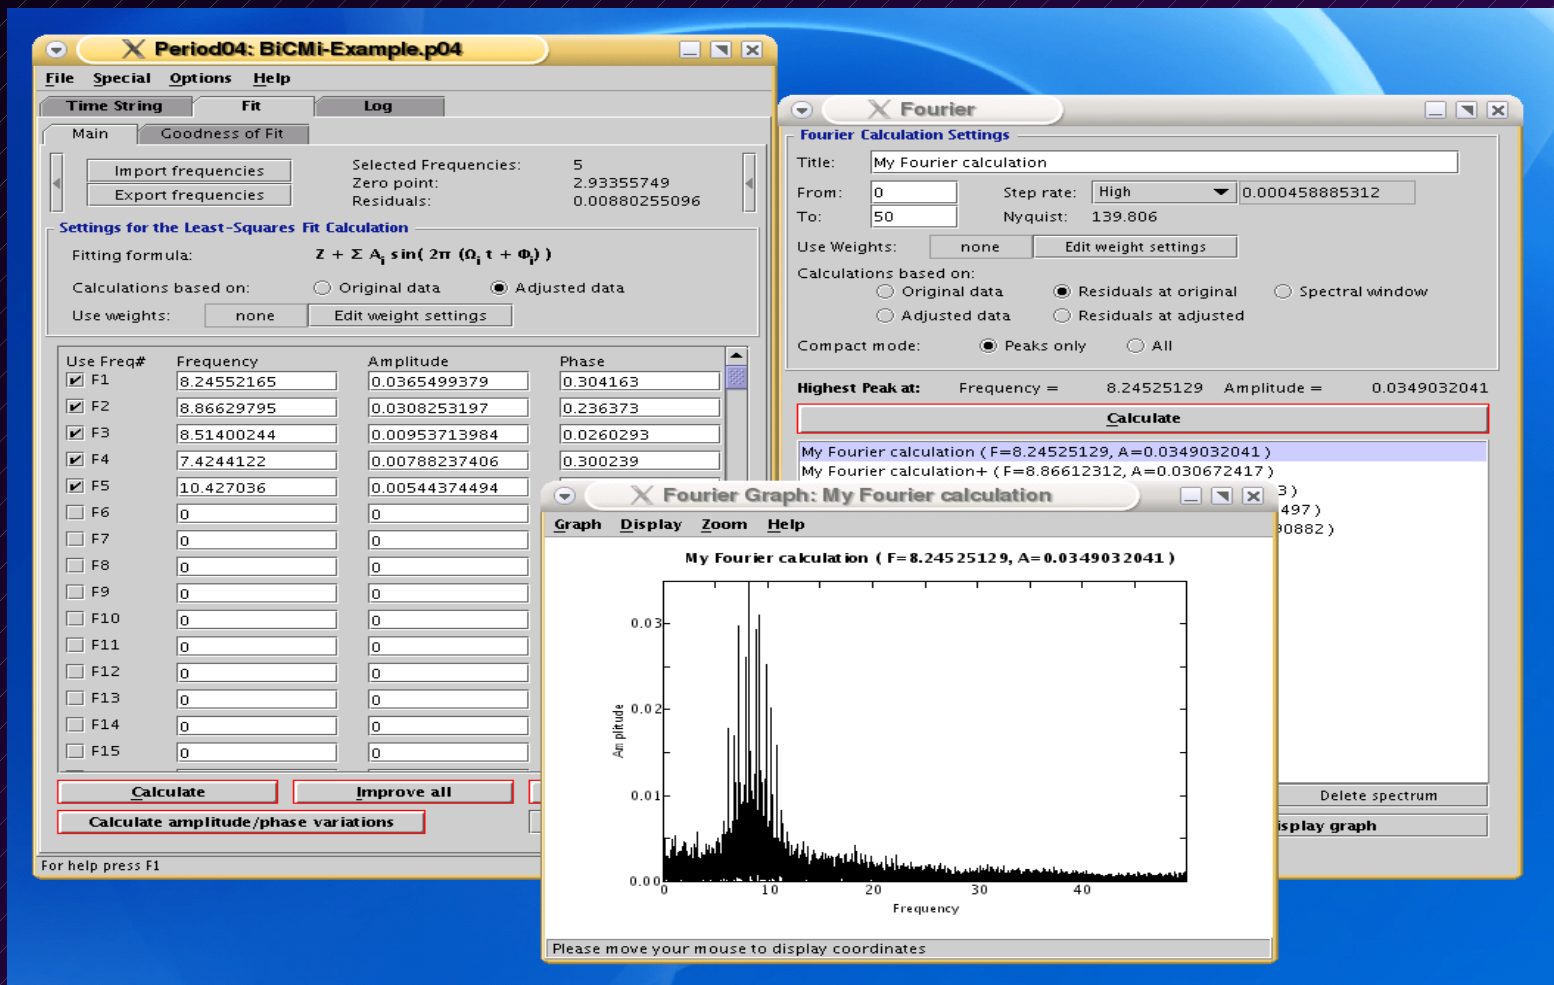 Period04: BiCMi-Example.p04
File Special Options Help
Time String Fit Log
Main Goodness of Fit
Import frequencies
Export frequencies
Selected Frequencies: 5
Zero point: 2.93355749
Residuals: 0.00880255096
Settings for the Least-Squares Fit Calculation
Fitting formula: Z + Σ Ai sin( 2π (Ωi t + Φi) )
Calculations based on: Original data Adjusted data
Use weights: none Edit weight settings
Use Freq# Frequency Amplitude Phase
F1 8.24552165 0.0365499379 0.304163
F2 8.86629795 0.0308253197 0.236373
F3 8.51400244 0.00953713984 0.0260293
F4 7.4244122 0.00788237406 0.300239
F5 10.427036 0.00544374494
F6 0 0
F7 0 0
F8 0 0
F9 0 0
F10 0 0
F11 0 0
F12 0 0
F13 0 0
F14 0 0
F15 0 0
Calculate Improve all
Calculate amplitude/phase variations
For help press F1
Fourier
Fourier Calculation Settings
Title: My Fourier calculation
From: 0 Step rate: High 0.000458885312
To: 50 Nyquist: 139.806
Use Weights: none Edit weight settings
Calculations based on:
Original data Residuals at original Spectral window
Adjusted data Residuals at adjusted
Compact mode: Peaks only All
Highest Peak at: Frequency = 8.24525129 Amplitude = 0.0349032041
Calculate
My Fourier calculation ( F=8.24525129, A=0.0349032041 )
My Fourier calculation+ ( F=8.86612312, A=0.030672417 )
3 )
497 )
90882 )
Delete spectrum
isplay graph
Fourier Graph: My Fourier calculation
Graph Display Zoom Help
My Fourier calculation ( F=8.24525129, A=0.0349032041 )
0.03
0.02
0.01
0.00
Amplitude
0 10 20 30 40
Frequency
Please move your mouse to display coordinates